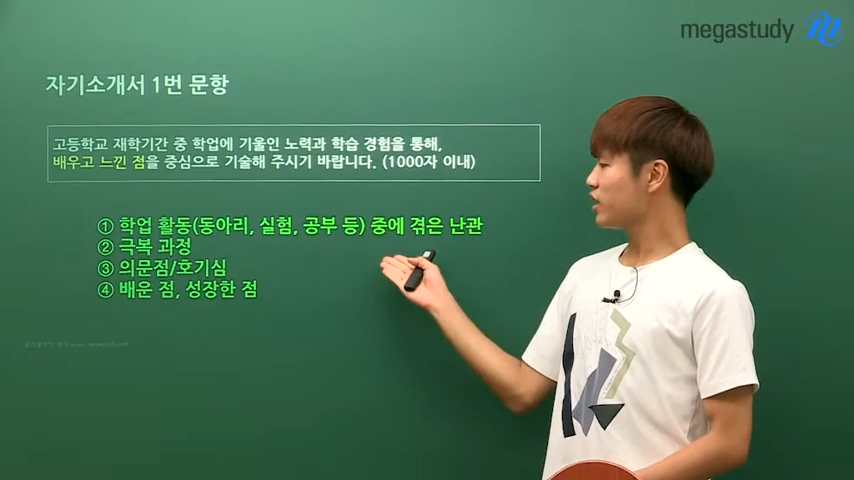 megastudy
자기소개서 1번 문항
고등학교 재학기간 중 학업에 기울인 노력과 학습 경험을 통해,
배우고 느낀 점을 중심으로 기술해 주시기 바랍니다. (1000자 이내)
① 학업 활동(동아리, 실험, 공부 등) 중에 겪은 난관
② 극복 과정
③ 의문점/호기심
④ 배운 점, 성장한 점